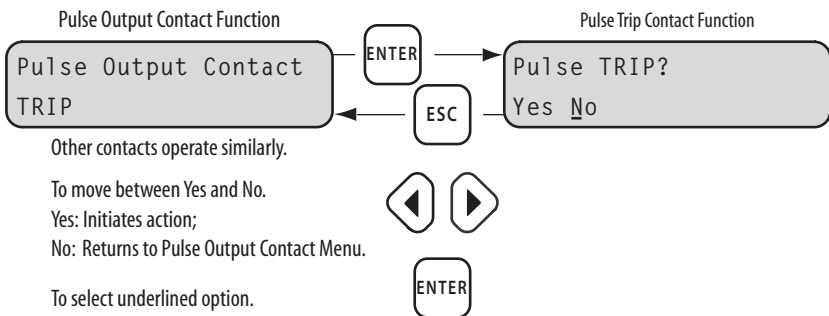 Pulse Output Contact Function
Pulse Trip Contact Function
Pulse Output Contact
TRIP
ENTER
ESC
Pulse TRIP?
Yes No
Other contacts operate similarly.
To move between Yes and No.
Yes: Initiates action;
No: Returns to Pulse Output Contact Menu.
To select underlined option.
ENTER